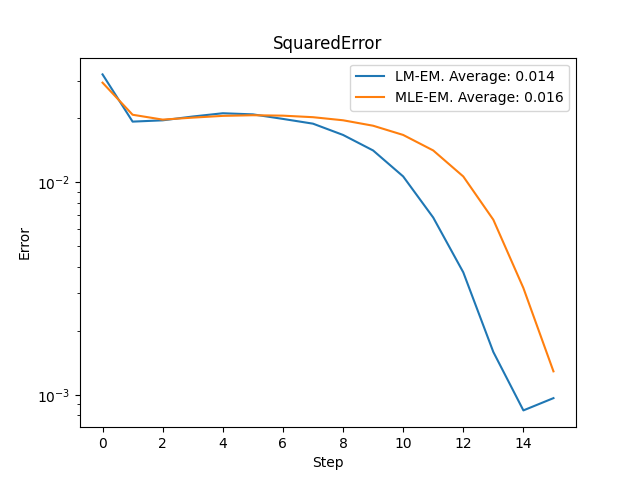 SquaredError
LM-EM. Average: 0.014
MLE-EM. Average: 0.016
Error
10⁻²
10⁻³
0 2 4 6 8 10 12 14
Step